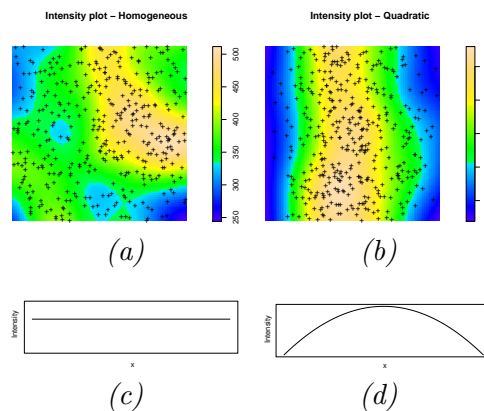 Intensity plot – Homogeneous
Intensity plot – Quadratic
250 300 350 400 450 500
(a)
(b)
Intensity
x
Intensity
x
(c)
(d)